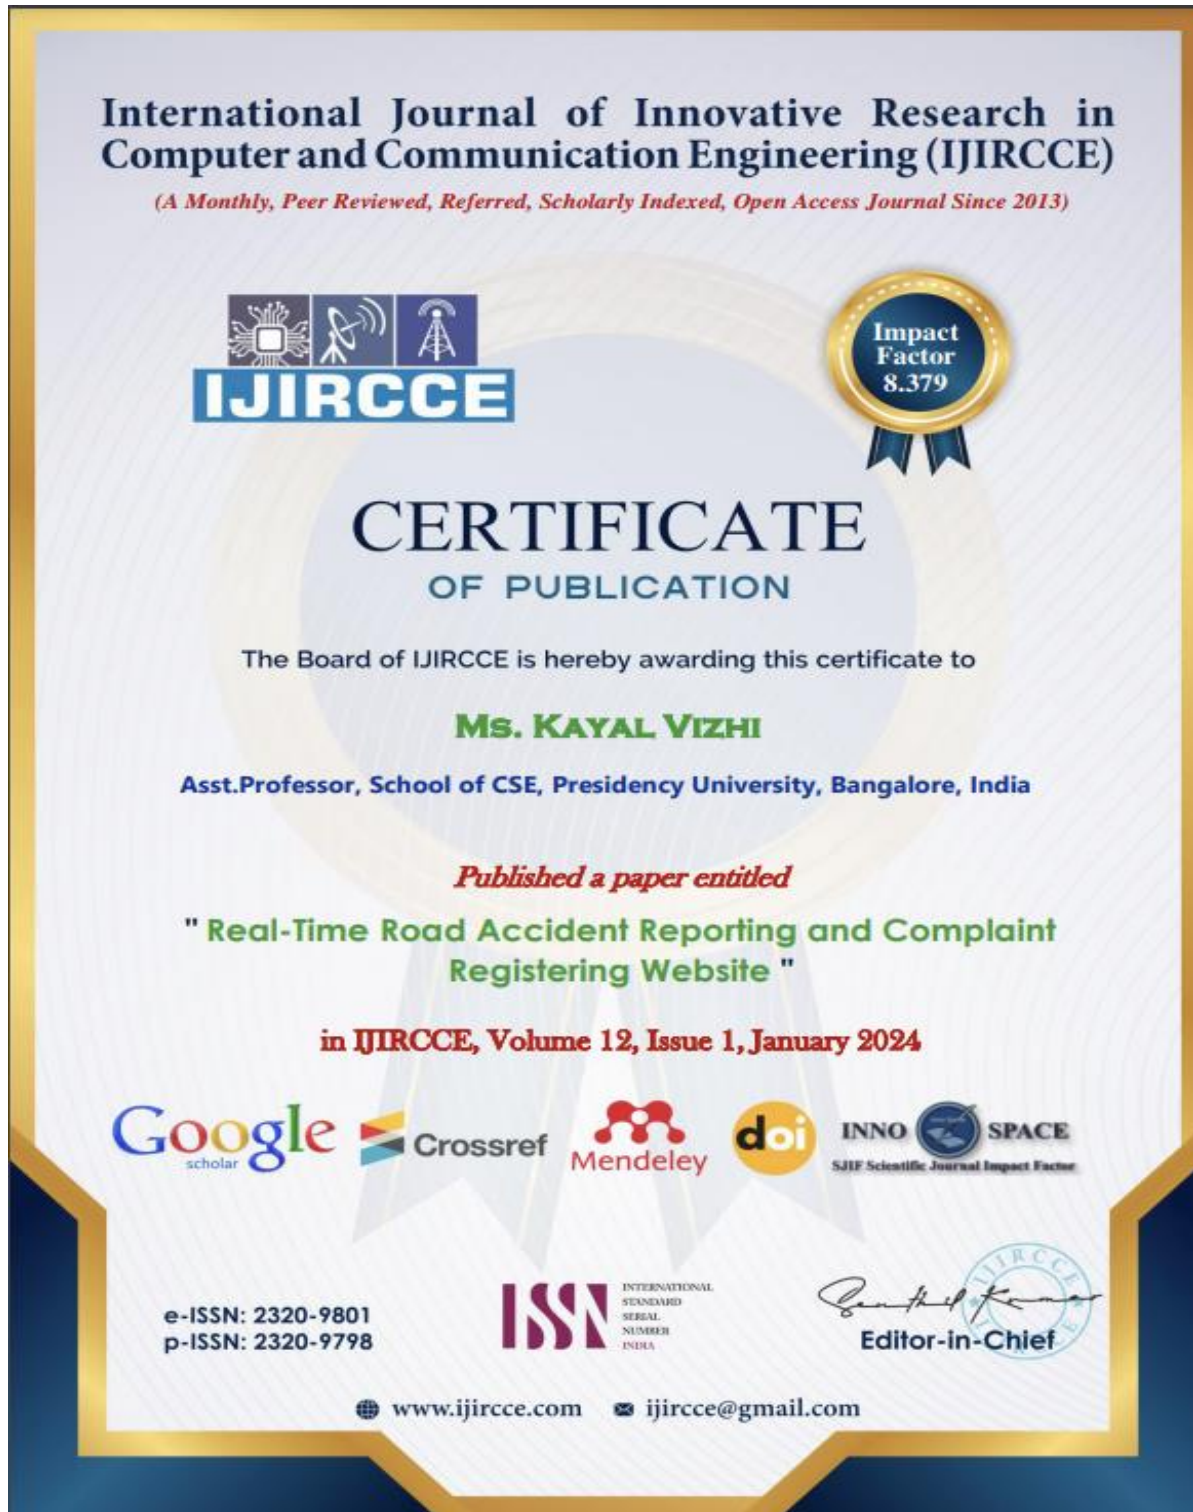 International Journal of Innovative Research in
Computer and Communication Engineering (IJIRCCE)
(A Monthly, Peer Reviewed, Referred, Scholarly Indexed, Open Access Journal Since 2013)
IJIRCCE
Impact
Factor
8.379
CERTIFICATE
OF PUBLICATION
The Board of IJIRCCE is hereby awarding this certificate to
Ms. Kayal Vizhi
Asst.Professor, School of CSE, Presidency University, Bangalore, India
Published a paper entitled
" Real-Time Road Accident Reporting and Complaint
Registering Website "
in IJIRCCE, Volume 12, Issue 1, January 2024
Google
scholar
Crossref
Mendeley
doi
INNO SPACE
SJIF Scientific Journal Impact Factor
e-ISSN: 2320-9801
p-ISSN: 2320-9798
ISSN
INTERNATIONAL
STANDARD
SERIAL
NUMBER
INDIA
IJIRCCE
Senthil Kumar
Editor-in-Chief
www.ijircce.com ijircce@gmail.com